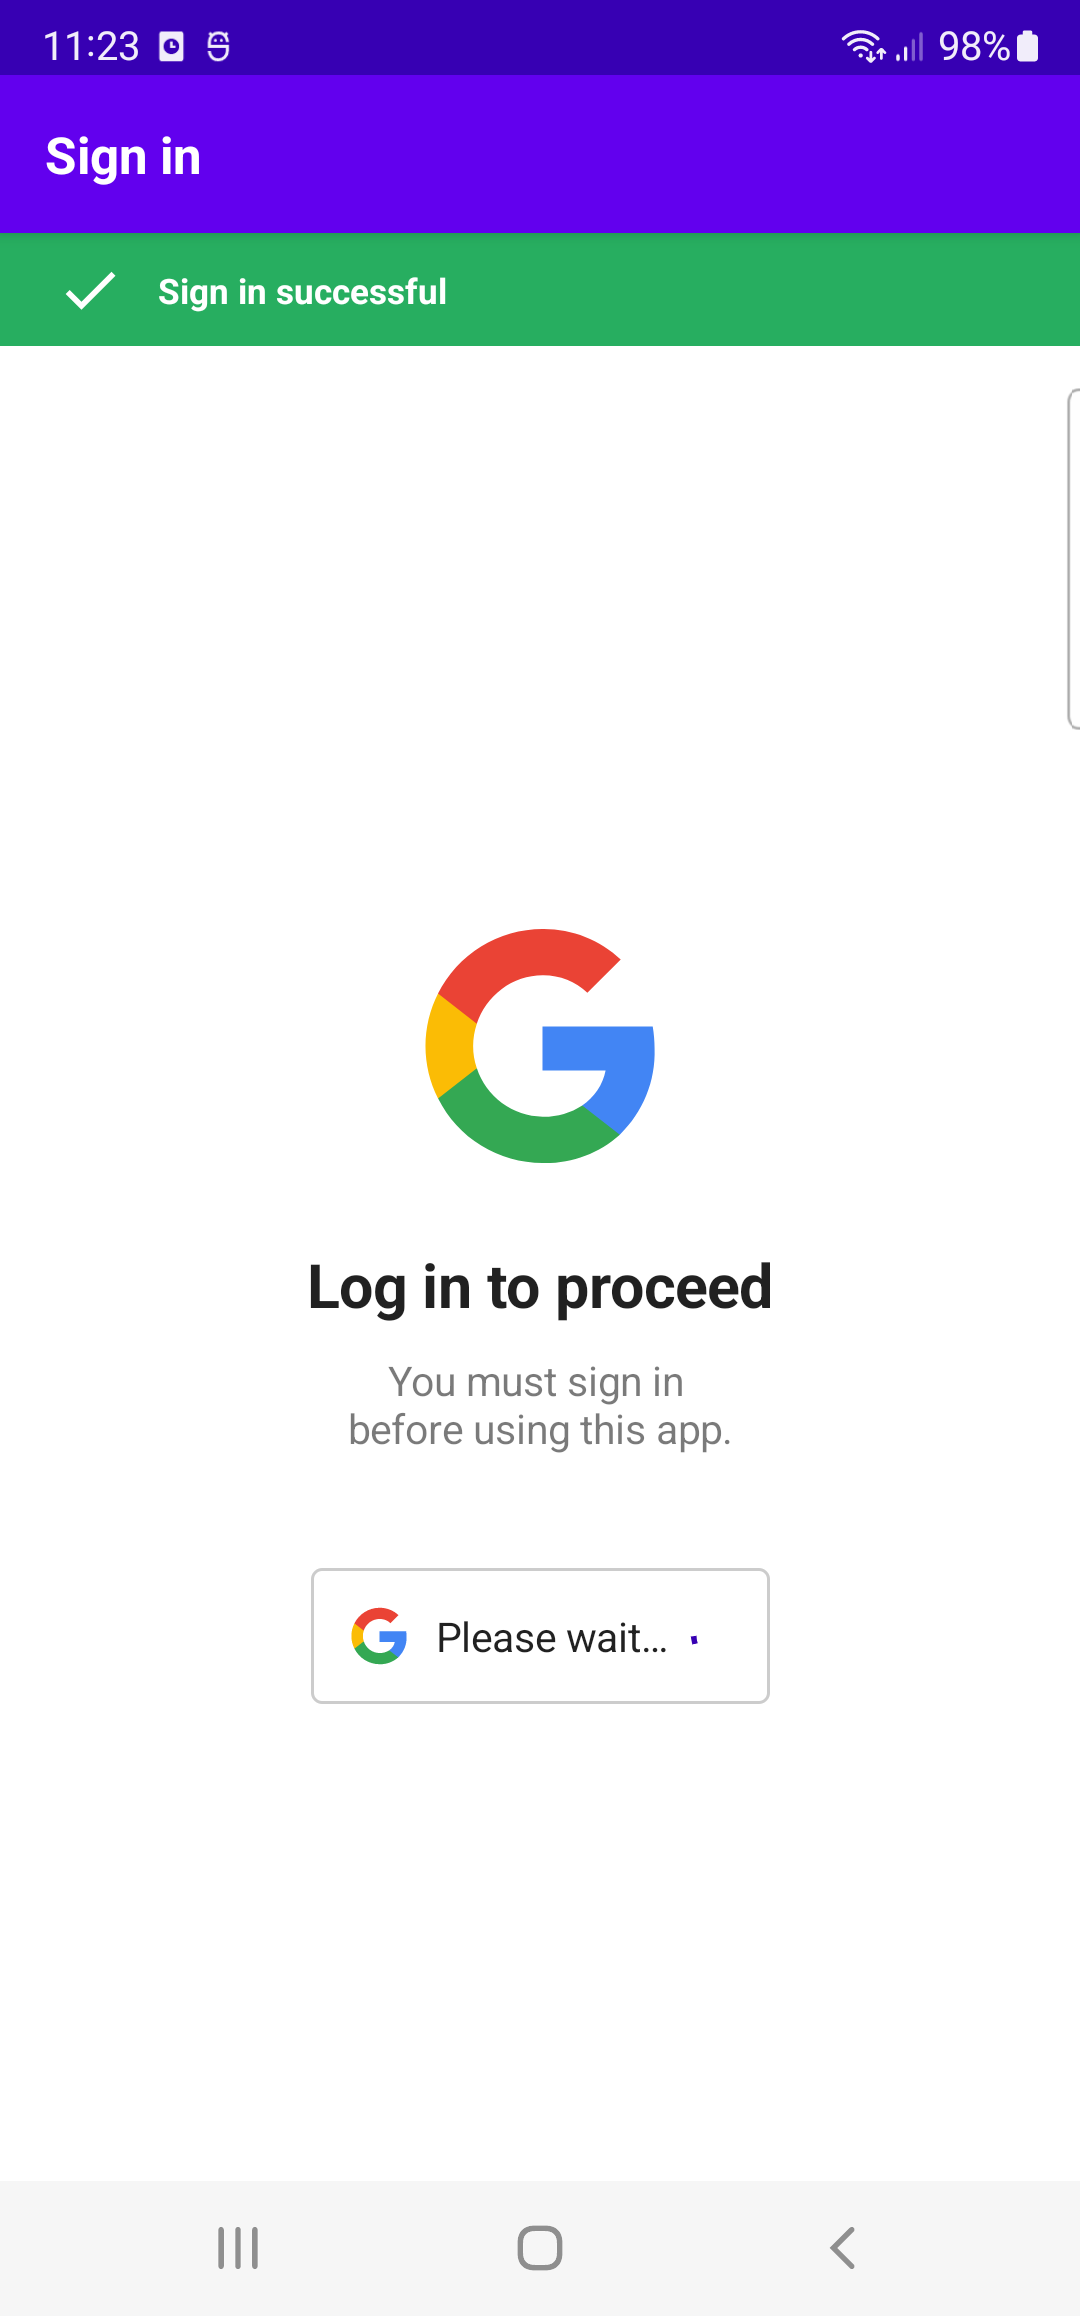 11:23 98%
Sign in
Sign in successful
Log in to proceed
You must sign in
before using this app.
Please wait...